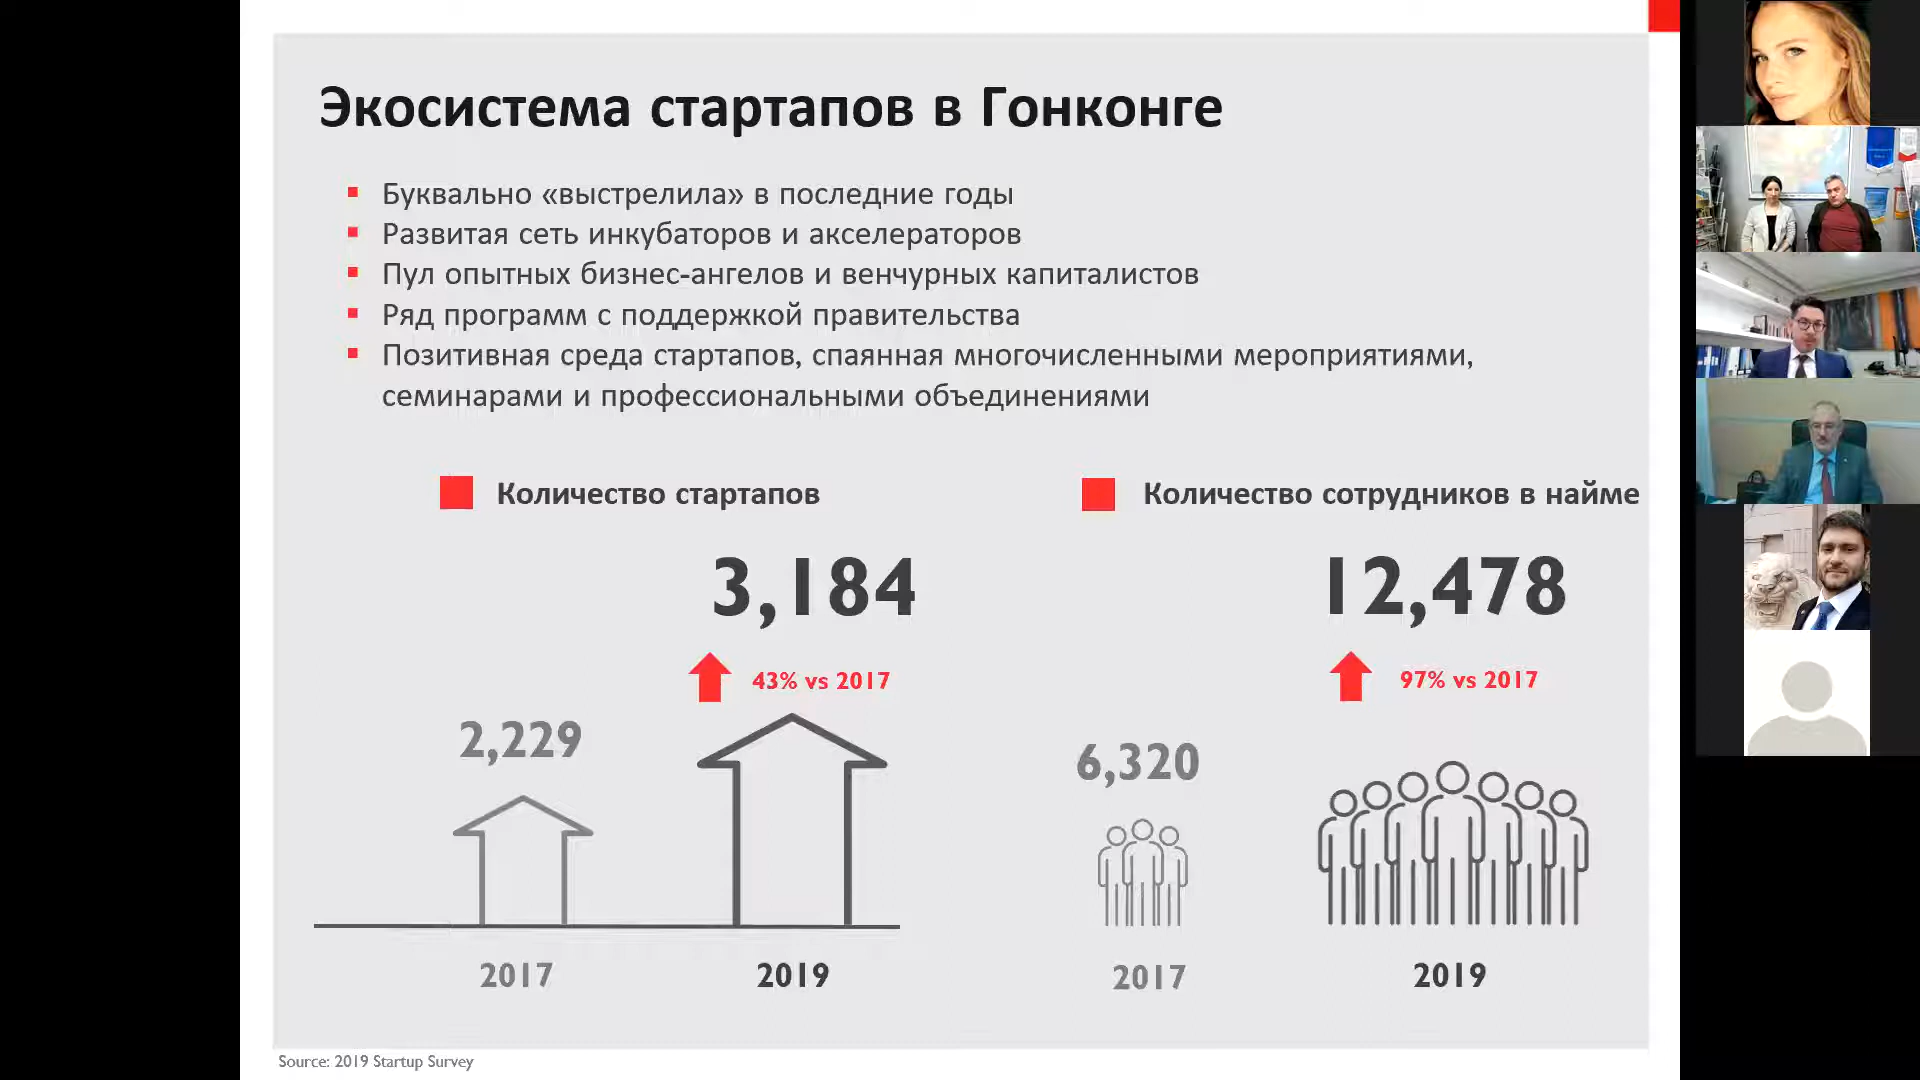 Экосистема стартапов в Гонконге
Буквально «выстрелила» в последние годы
Развитая сеть инкубаторов и акселераторов
Пул опытных бизнес-ангелов и венчурных капиталистов
Ряд программ с поддержкой правительства
Позитивная среда стартапов, спаянная многочисленными мероприятиями,
семинарами и профессиональными объединениями
Количество стартапов
3,184
43% vs 2017
2,229
2017
2019
Количество сотрудников в найме
12,478
97% vs 2017
6,320
2017
2019
Source: 2019 Startup Survey